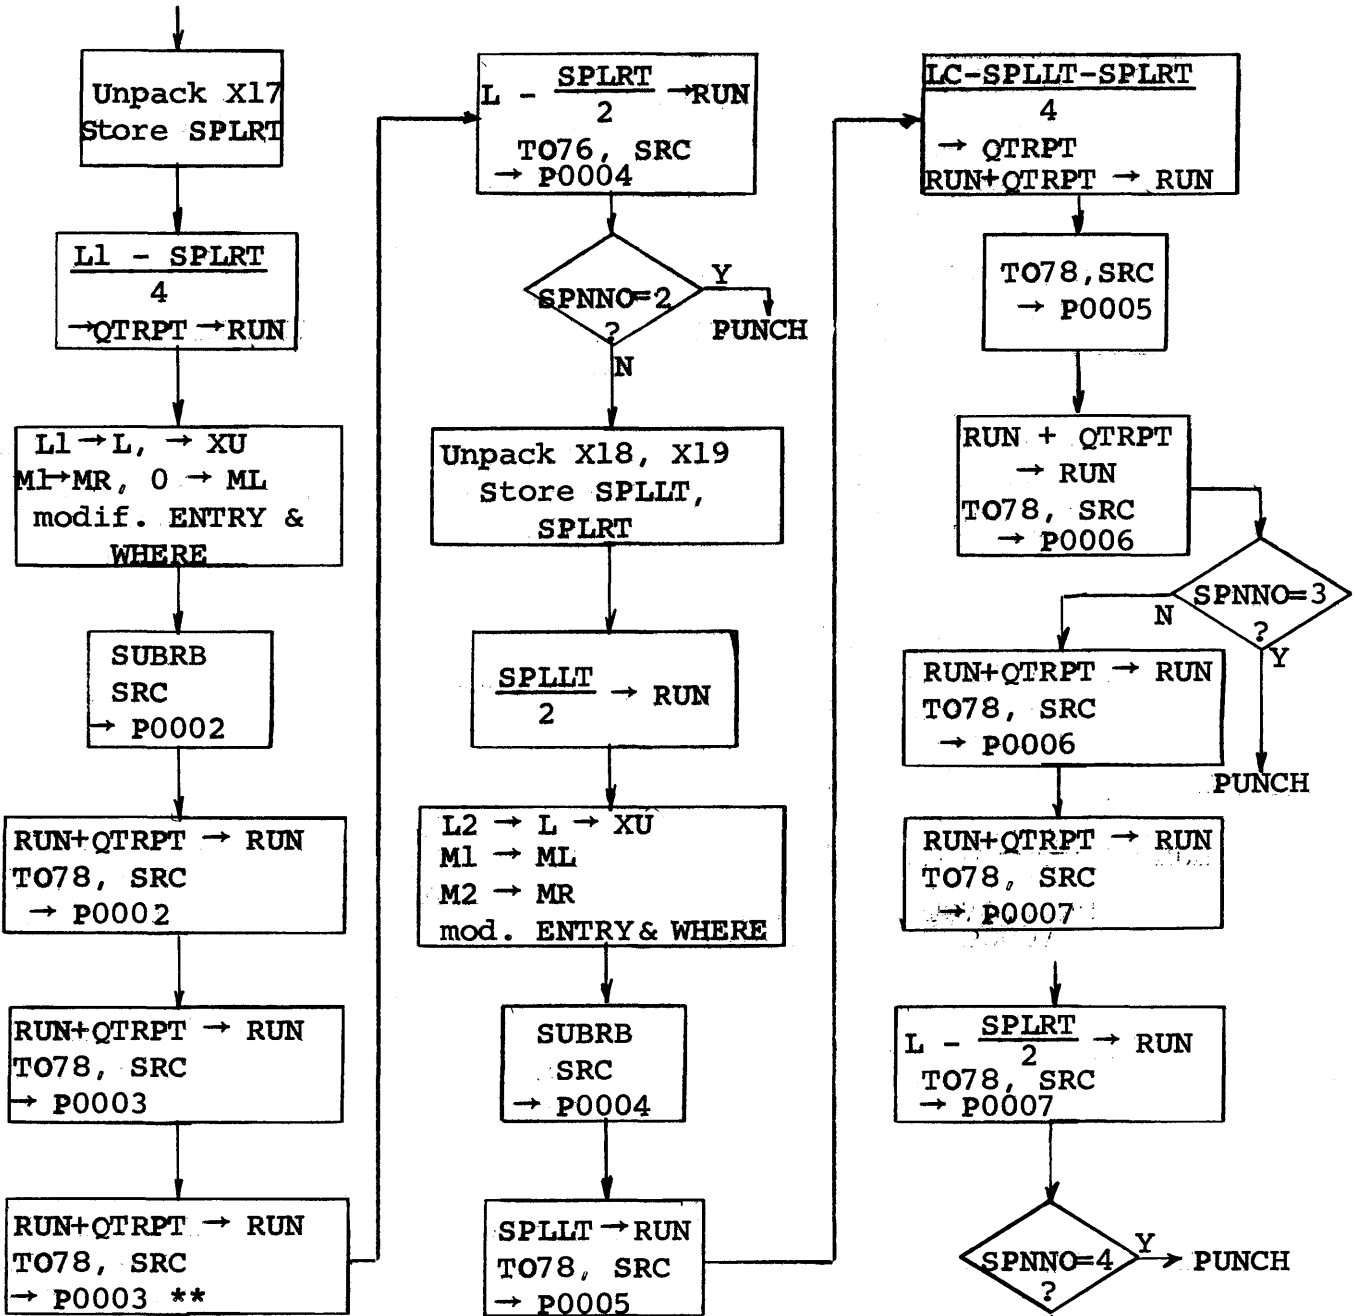 Unpack X17
Store SPLRT
L1 - SPLRT
4
→QTRPT →RUN
L1→L, → XU
M1→MR, 0 → ML
modif. ENTRY &
WHERE
SUBRB
SRC
→ P0002
RUN+QTRPT → RUN
TO78, SRC
→ P0002
RUN+QTRPT → RUN
TO78, SRC
→ P0003
RUN+QTRPT → RUN
TO78, SRC
→ P0003 **
L - SPLRT →RUN
2
TO76, SRC
→ P0004
SPNNO=2
?
Y
PUNCH
N
Unpack X18, X19
Store SPLLT,
SPLRT
SPLLT → RUN
2
L2 → L → XU
M1 → ML
M2 → MR
mod. ENTRY & WHERE
SUBRB
SRC
→ P0004
SPLLT → RUN
TO78, SRC
→ P0005
LC-SPLLT-SPLRT
4
→ QTRPT
RUN+QTRPT → RUN
TO78,SRC
→ P0005
RUN + QTRPT
→ RUN
TO78, SRC
→ P0006
SPNNO=3
?
N
Y
PUNCH
RUN+QTRPT → RUN
TO78, SRC
→ P0006
RUN+QTRPT → RUN
TO78, SRC
→ P0007
L - SPLRT → RUN
2
TO78, SRC
→ P0007
SPNNO=4
?
Y
PUNCH